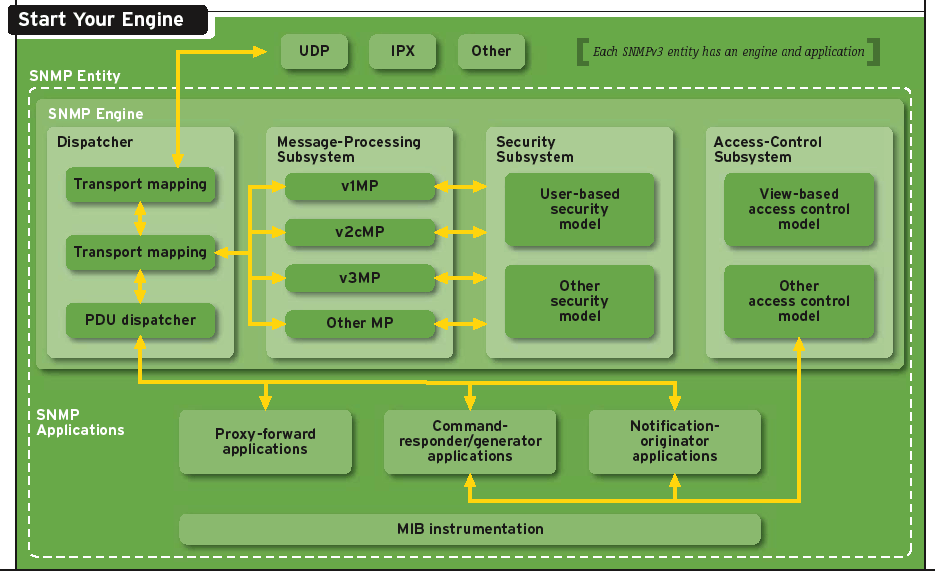 Start Your Engine
UDP
IPX
Other
Each SNMPv3 entity has an engine and application
SNMP Entity
SNMP Engine
Dispatcher
Transport mapping
Transport mapping
PDU dispatcher
Message-Processing
Subsystem
v1MP
v2cMP
v3MP
Other MP
Security
Subsystem
User-based
security
model
Other
security
model
Access-Control
Subsystem
View-based
access control
model
Other
access control
model
SNMP
Applications
Proxy-forward
applications
Command-
responder/generator
applications
Notification-
originator
applications
MIB instrumentation